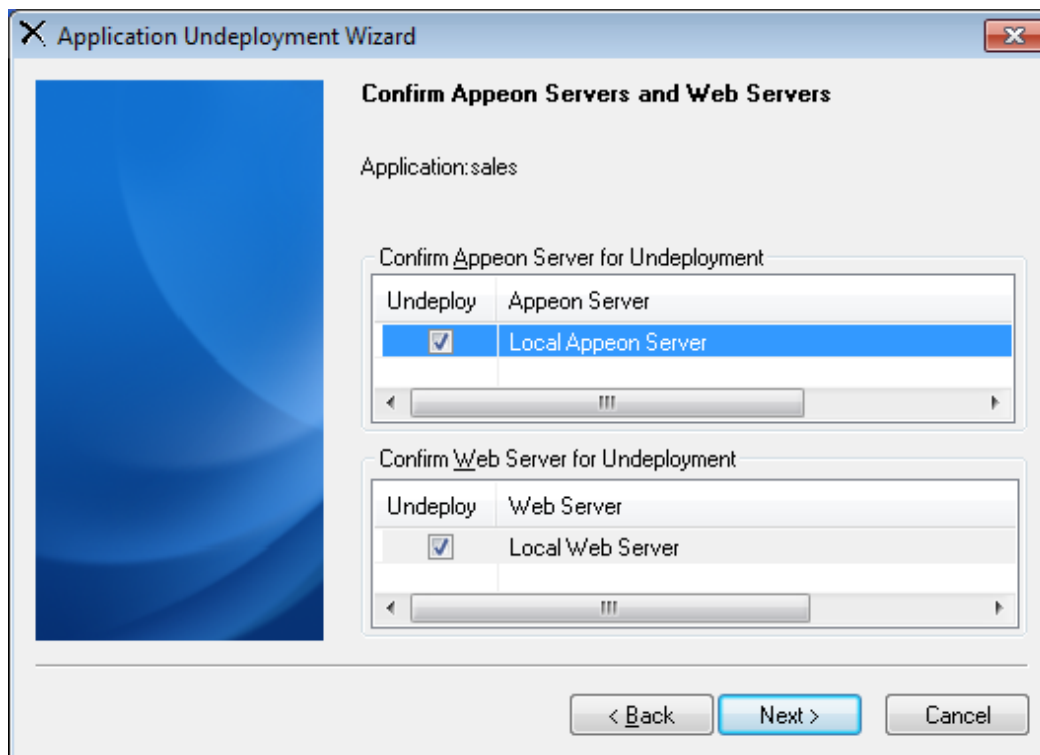 Application Undeployment Wizard
Confirm Appeon Servers and Web Servers
Application:sales
Confirm Appeon Server for Undeployment
Undeploy Appeon Server
Local Appeon Server
Confirm Web Server for Undeployment
Undeploy Web Server
Local Web Server
< Back Next > Cancel